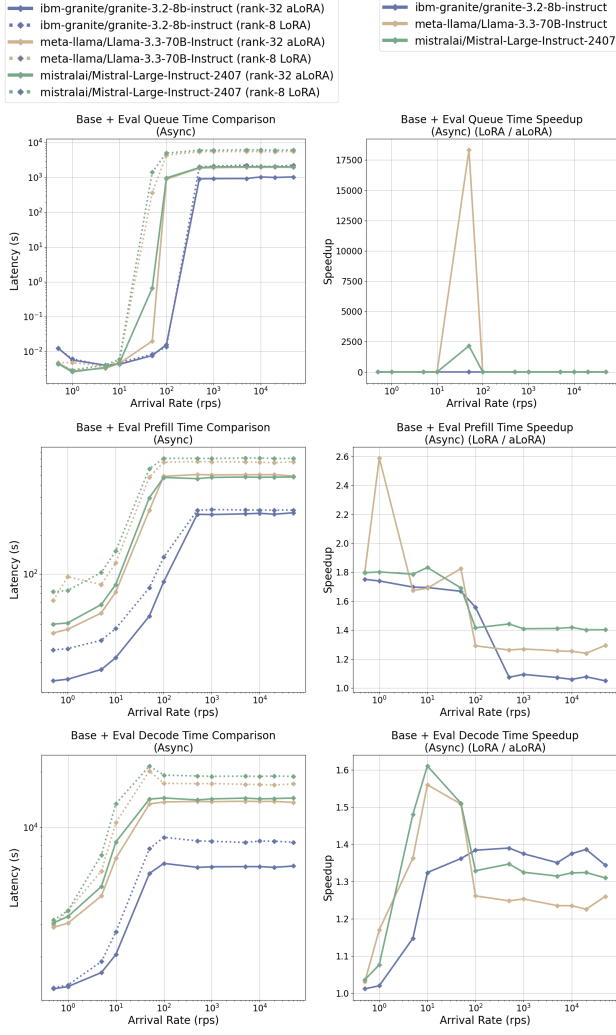 ibm-granite/granite-3.2-8b-instruct (rank-32 aLoRA)
ibm-granite/granite-3.2-8b-instruct (rank-8 LoRA)
meta-llama/Llama-3.3-70B-Instruct (rank-32 aLoRA)
meta-llama/Llama-3.3-70B-Instruct (rank-8 LoRA)
mistralai/Mistral-Large-Instruct-2407 (rank-32 aLoRA)
mistralai/Mistral-Large-Instruct-2407 (rank-8 LoRA)
ibm-granite/granite-3.2-8b-instruct
meta-llama/Llama-3.3-70B-Instruct
mistralai/Mistral-Large-Instruct-2407
Base + Eval Queue Time Comparison
(Async)
Latency (s)
10⁴
10³
10²
10¹
10⁰
10⁻¹
10⁻²
10⁰ 10¹ 10² 10³ 10⁴
Arrival Rate (rps)
Base + Eval Queue Time Speedup
(Async) (LoRA / aLoRA)
Speedup
17500
15000
12500
10000
7500
5000
2500
0
10⁰ 10¹ 10² 10³ 10⁴
Arrival Rate (rps)
Base + Eval Prefill Time Comparison
(Async)
Latency (s)
10²
10⁰ 10¹ 10² 10³ 10⁴
Arrival Rate (rps)
Base + Eval Prefill Time Speedup
(Async) (LoRA / aLoRA)
Speedup
2.6
2.4
2.2
2.0
1.8
1.6
1.4
1.2
1.0
10⁰ 10¹ 10² 10³ 10⁴
Arrival Rate (rps)
Base + Eval Decode Time Comparison
(Async)
Latency (s)
10⁴
10⁰ 10¹ 10² 10³ 10⁴
Arrival Rate (rps)
Base + Eval Decode Time Speedup
(Async) (LoRA / aLoRA)
Speedup
1.6
1.5
1.4
1.3
1.2
1.1
1.0
10⁰ 10¹ 10² 10³ 10⁴
Arrival Rate (rps)